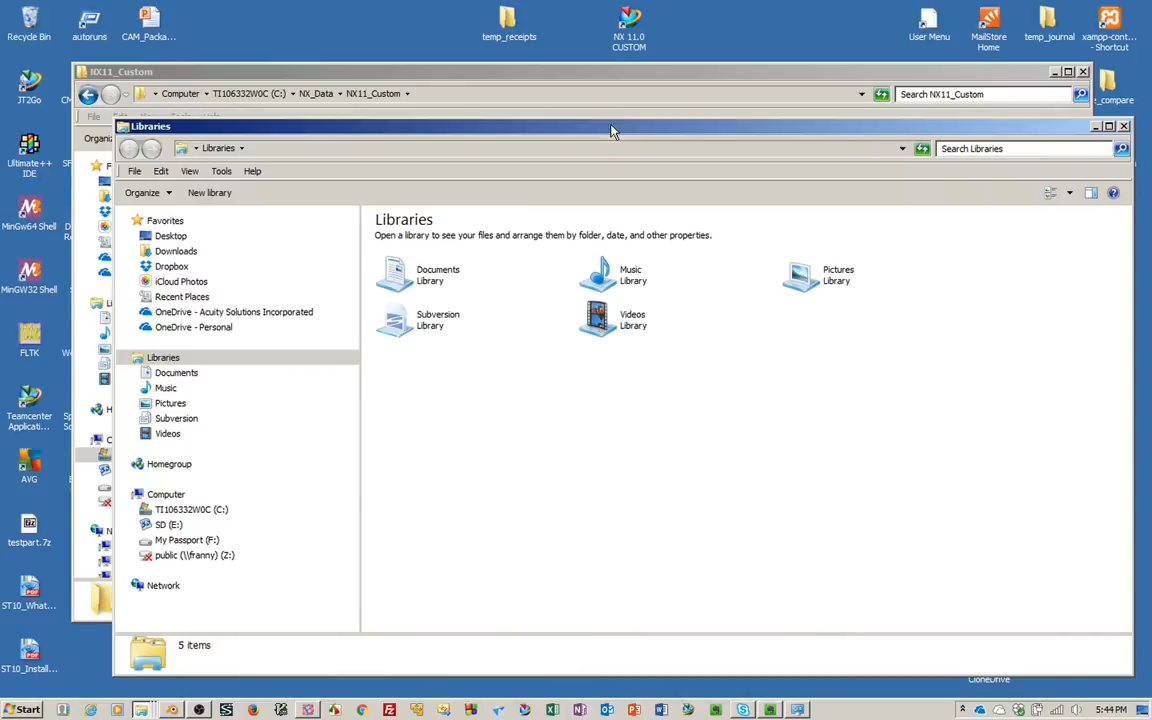 Recycle Bin
autoruns
CAM_Packa...
temp_receipts
NX 11.0
CUSTOM
User Menu
MailStore
Home
temp_journal
xampp-cont...
- Shortcut
NX11_Custom
Computer
TI106332W0C (C:)
NX_Data
NX11_Custom
Search NX11_Custom
JT2Go
_compare
File
Organiz
Libraries
Libraries
Search Libraries
File
Edit
View
Tools
Help
Organize
New library
Ultimate++
IDE
Favorites
Desktop
Downloads
Dropbox
iCloud Photos
Recent Places
OneDrive - Acuity Solutions Incorporated
OneDrive - Personal
Libraries
Open a library to see your files and arrange them by folder, date, and other properties.
Documents
Library
Music
Library
Pictures
Library
Subversion
Library
Videos
Library
MinGw64 Shell
MinGW32 Shell
FLTK
Teamcenter
Applicati...
AVG
testpart.7z
ST10_What...
ST10_Install...
Libraries
Documents
Music
Pictures
Subversion
Videos
Homegroup
Computer
TI106332W0C (C:)
SD (E:)
My Passport (F:)
public (\\franny) (Z:)
Network
5 items
CloneDrive
Start
5:44 PM